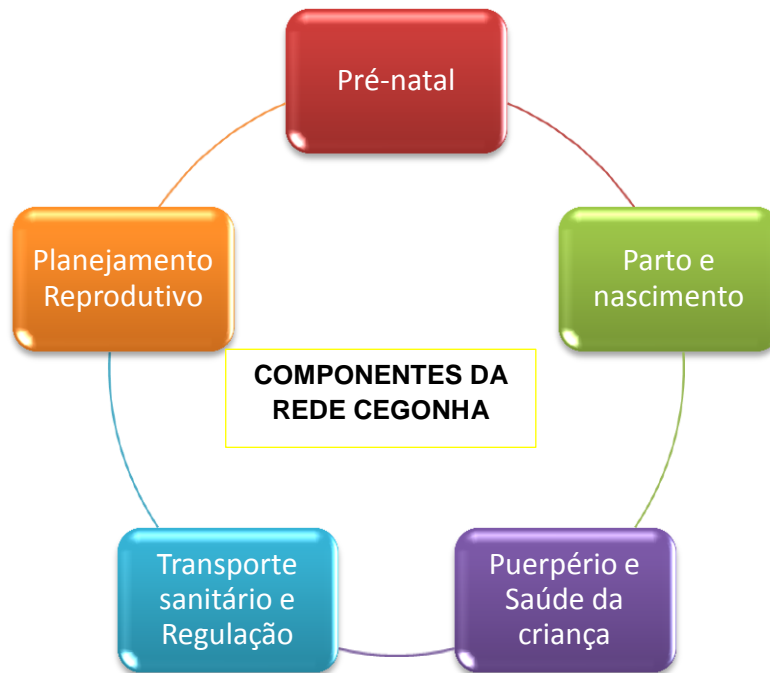 Pré-natal
Planejamento
Reprodutivo
Parto e
nascimento
COMPONENTES DA
REDE CEGONHA
Transporte
sanitário e
Regulação
Puerpério e
Saúde da
criança